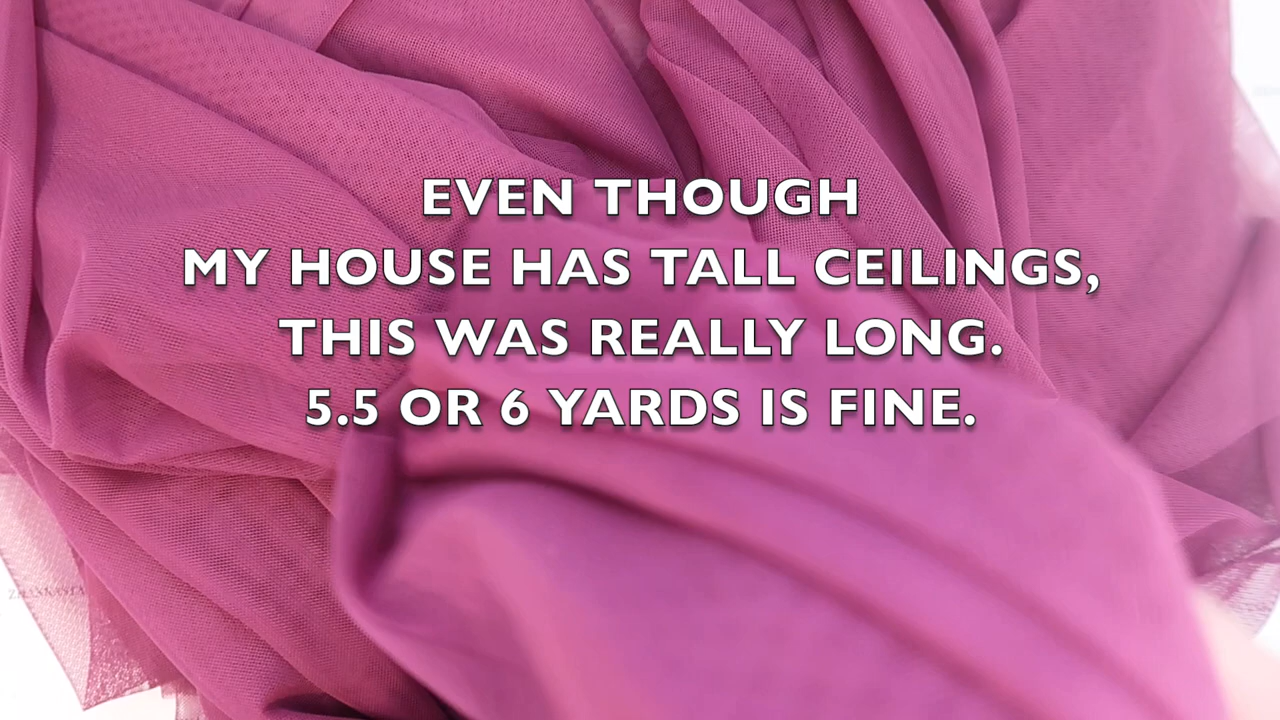 EVEN THOUGH
MY HOUSE HAS TALL CEILINGS,
THIS WAS REALLY LONG.
5.5 OR 6 YARDS IS FINE.